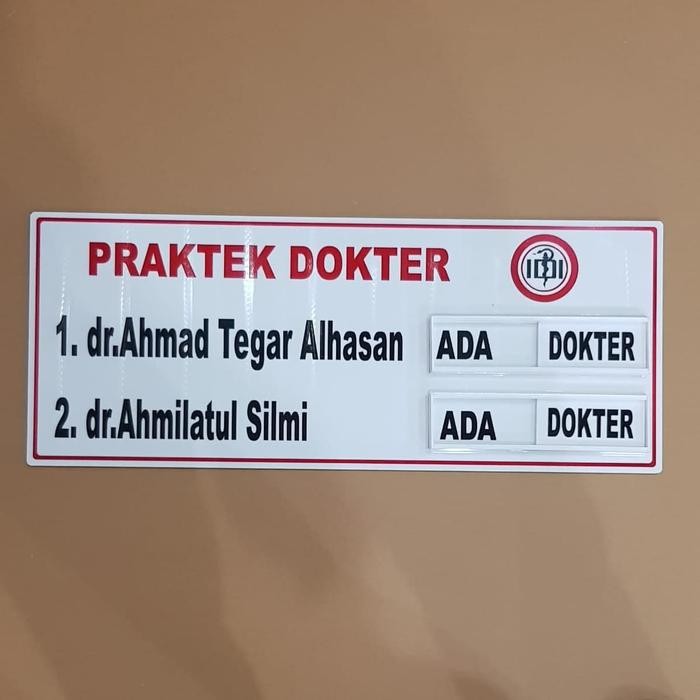 PRAKTEK DOKTER
IDI
1. dr.Ahmad Tegar Alhasan ADA DOKTER
2. dr.Ahmilatul Silmi ADA DOKTER